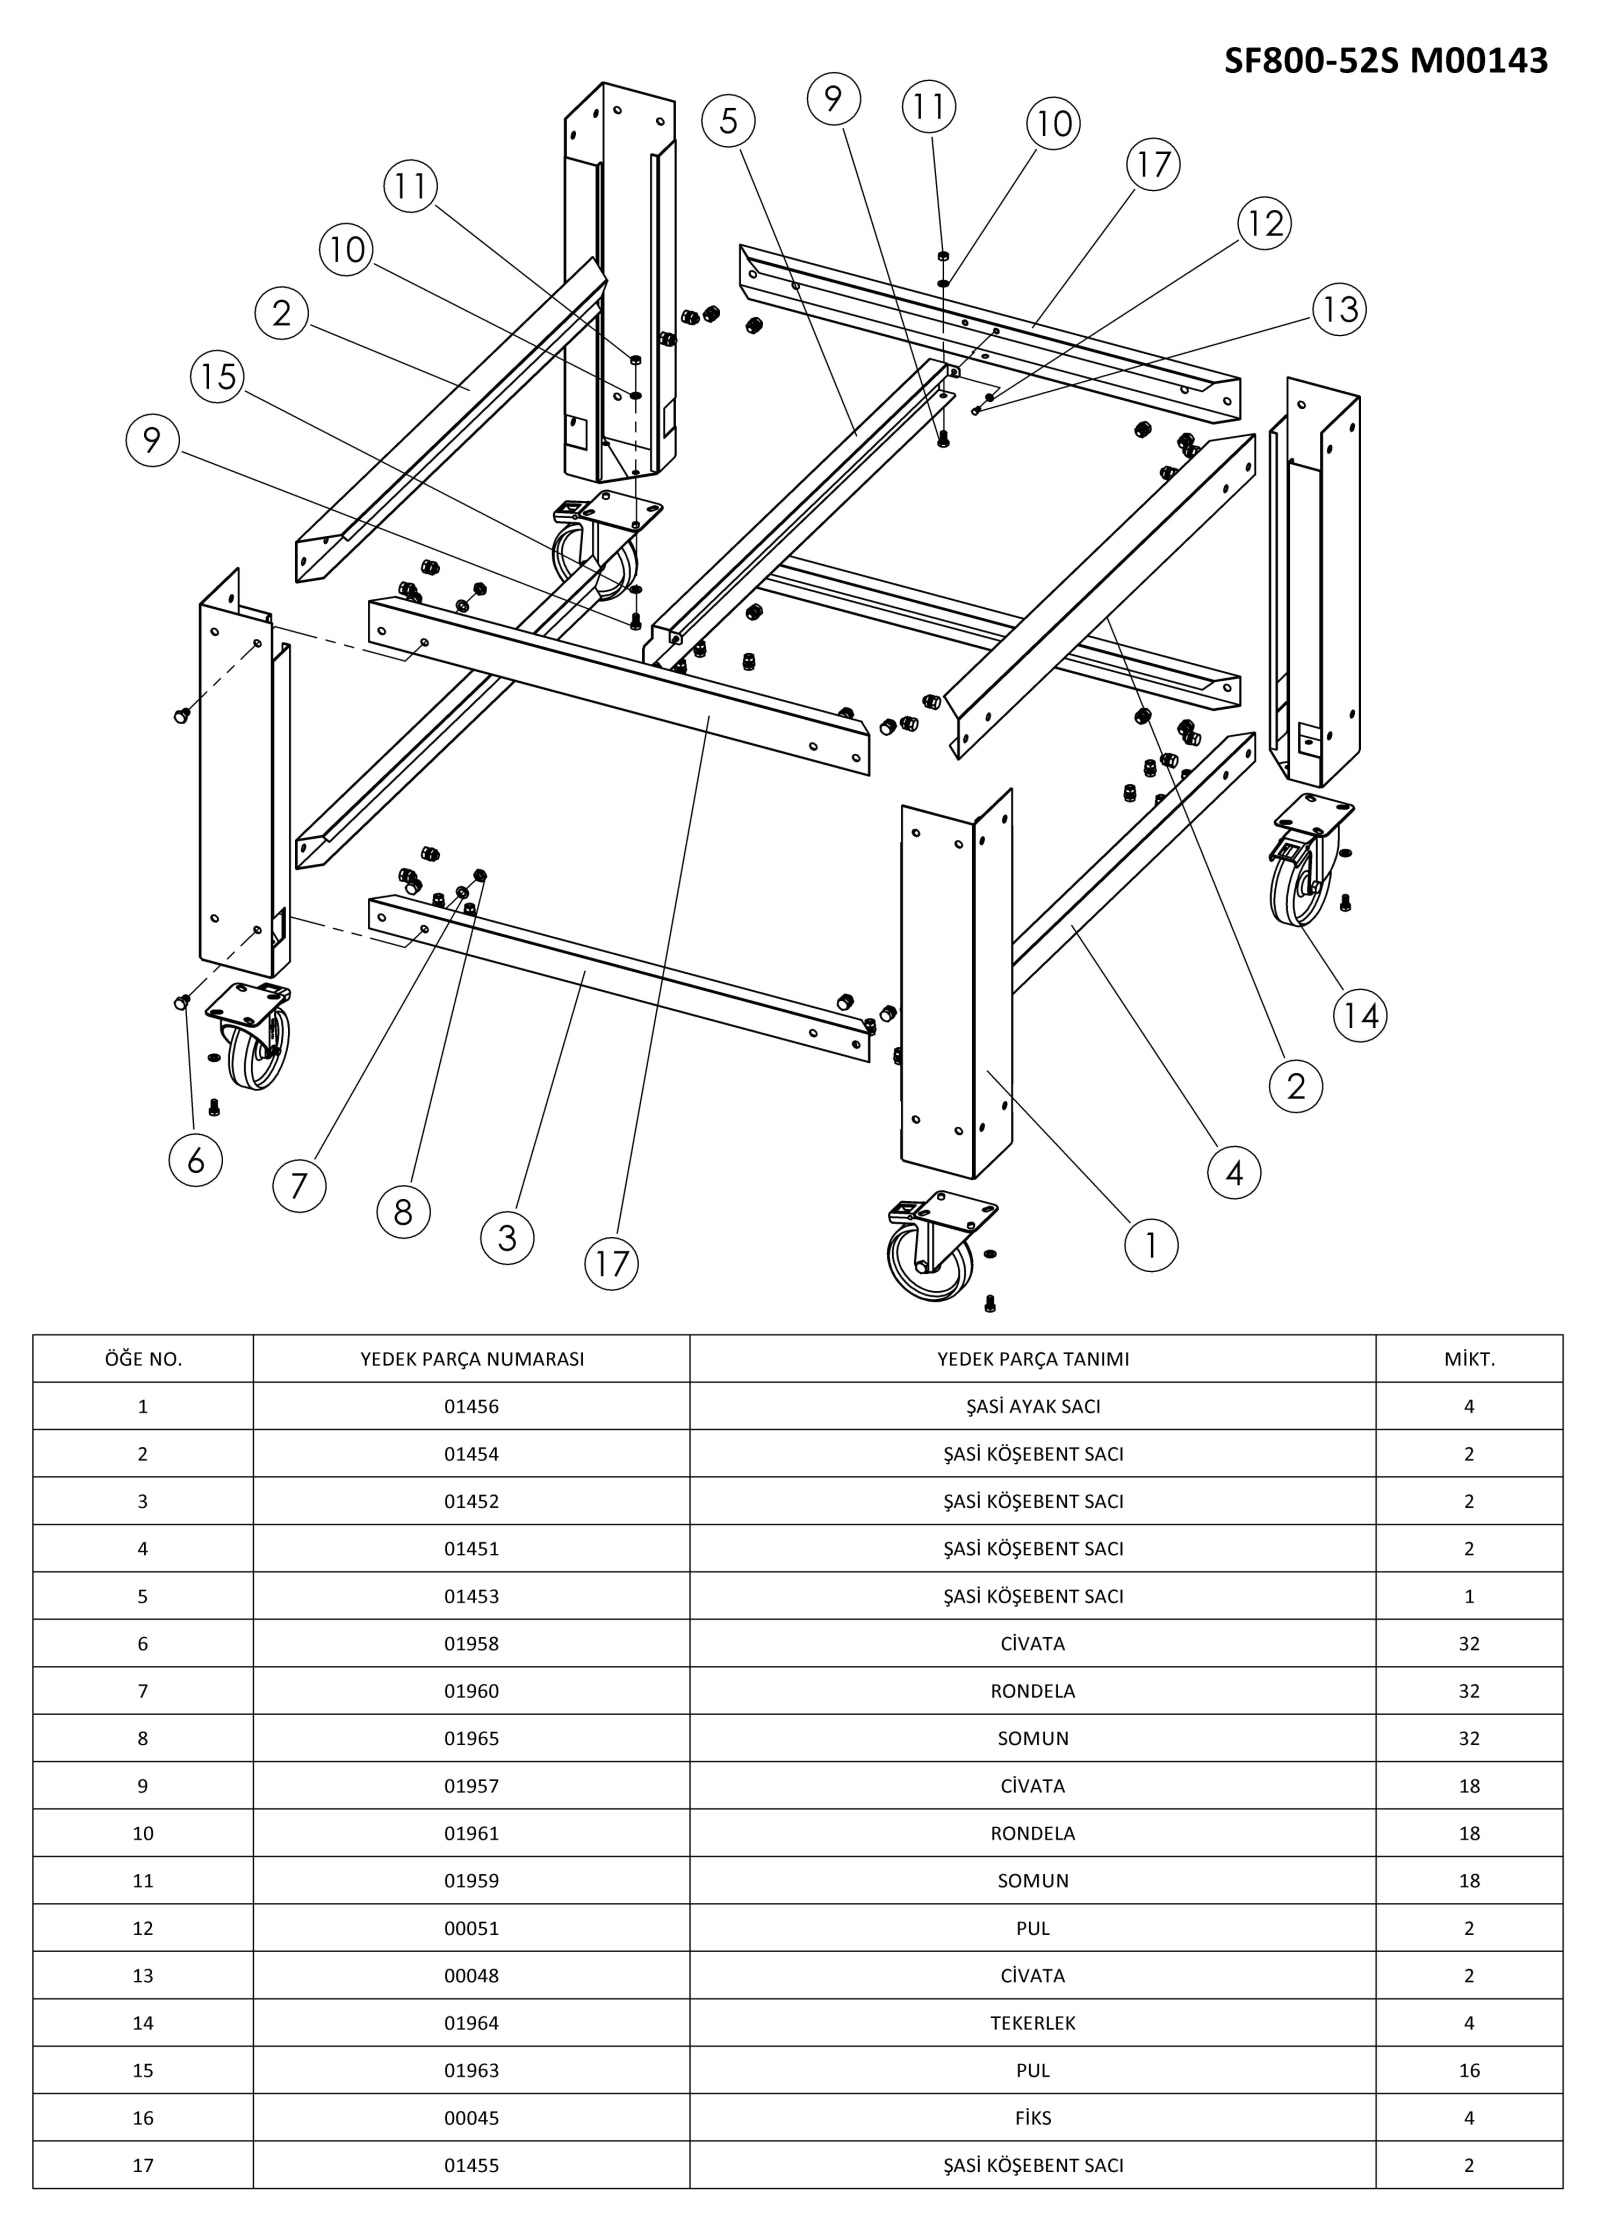 SF800-52S M00143
5
9
11
10
17
11
12
10
2
13
15
9
14
2
6
7
4
8
3
1
17
ÖĞE NO. YEDEK PARÇA NUMARASI YEDEK PARÇA TANIMI MİKT.
1 01456 ŞASİ AYAK SACI 4
2 01454 ŞASİ KÖŞEBENT SACI 2
3 01452 ŞASİ KÖŞEBENT SACI 2
4 01451 ŞASİ KÖŞEBENT SACI 2
5 01453 ŞASİ KÖŞEBENT SACI 1
6 01958 CİVATA 32
7 01960 RONDELA 32
8 01965 SOMUN 32
9 01957 CİVATA 18
10 01961 RONDELA 18
11 01959 SOMUN 18
12 00051 PUL 2
13 00048 CİVATA 2
14 01964 TEKERLEK 4
15 01963 PUL 16
16 00045 FİKS 4
17 01455 ŞASİ KÖŞEBENT SACI 2